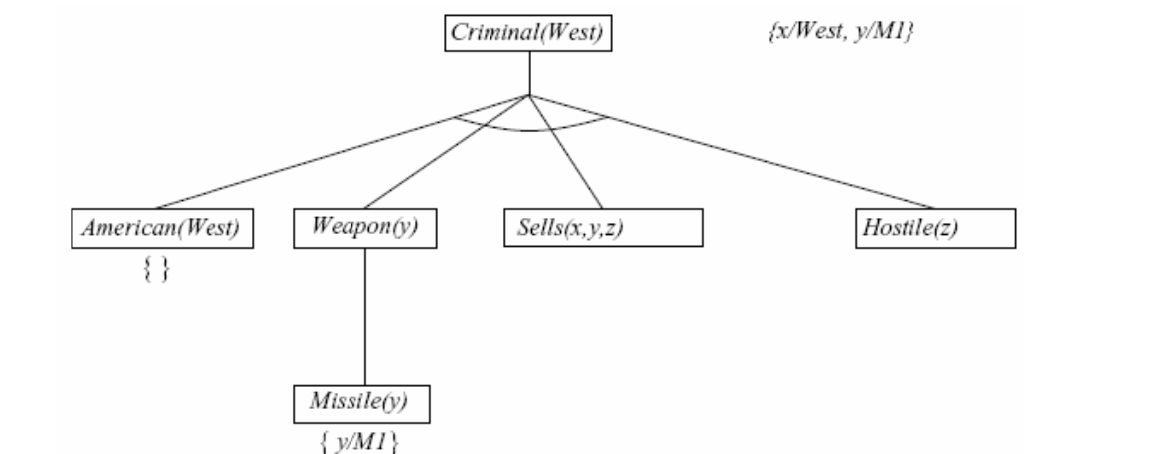 Criminal(West)
{x/West, y/M1}
American(West)
Weapon(y)
Sells(x,y,z)
Hostile(z)
{ }
Missile(y)
{ y/M1}